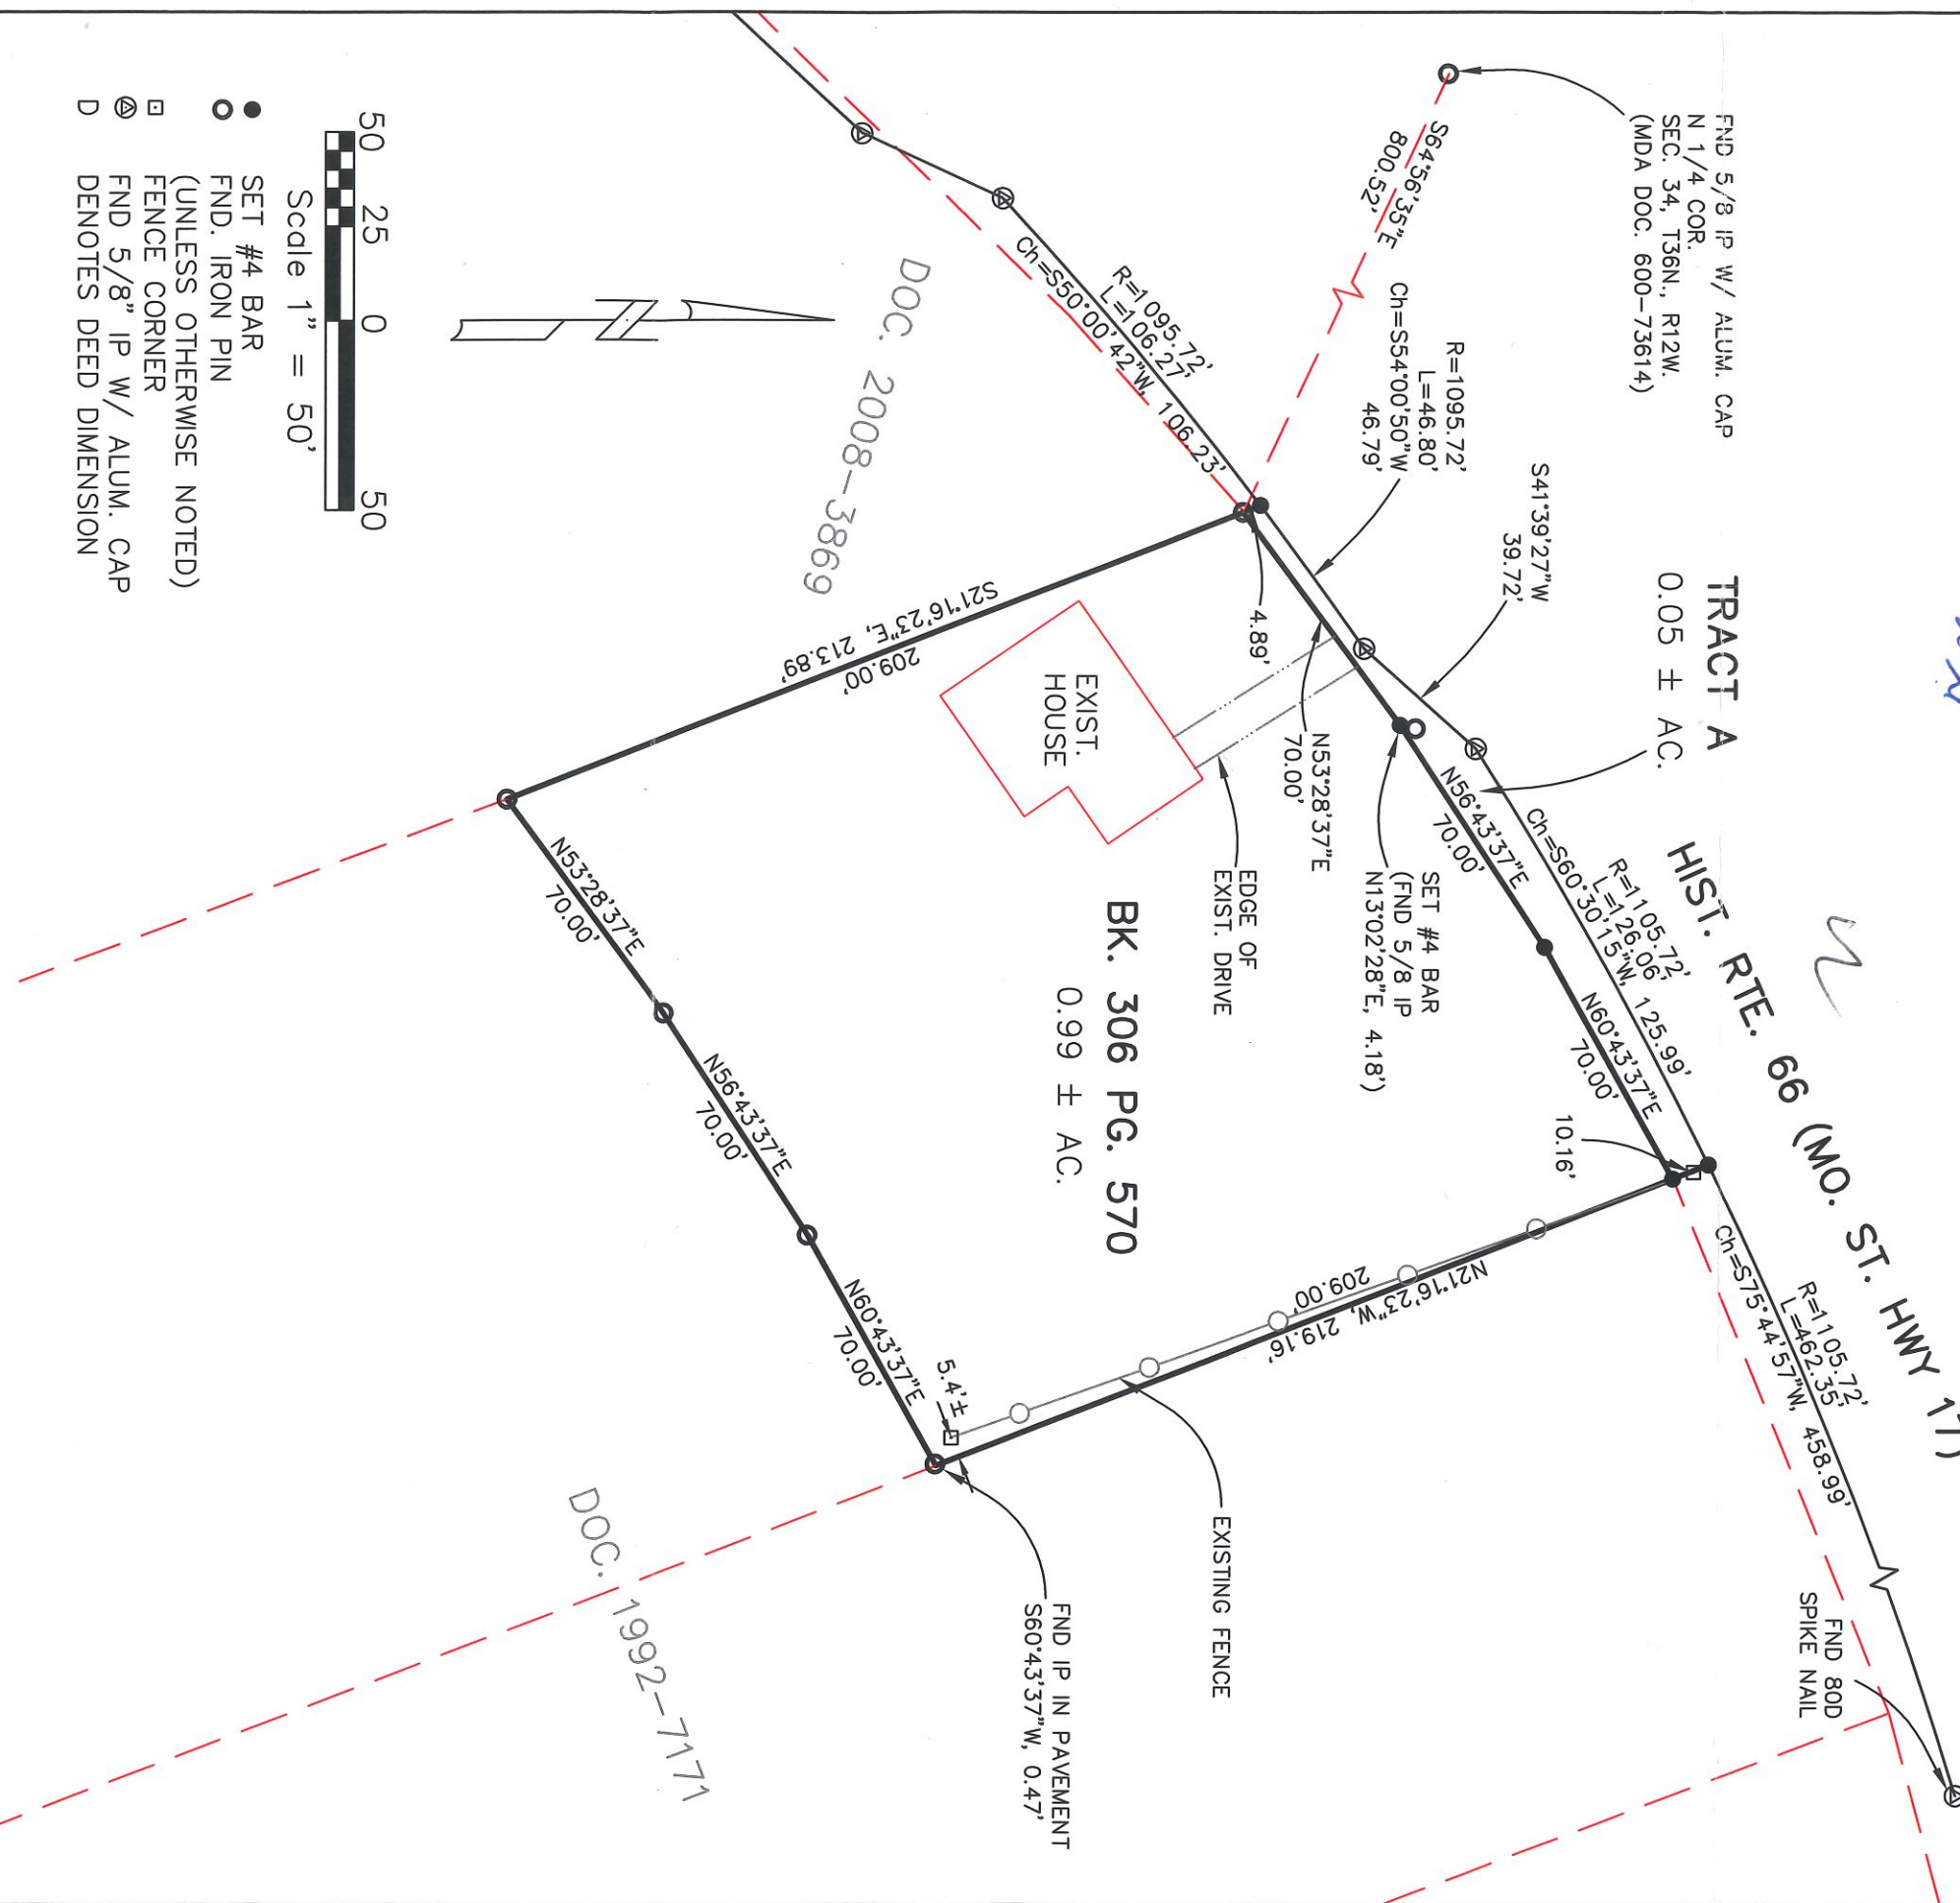 FND 5/8 IP W/ ALUM. CAP
N 1/4 COR.
SEC. 34, T36N., R12W.
(MDA DOC. 600-73614)
S64°56'35"E
800.52'
R=1095.72'
L=106.27'
Ch=S50°00'42"W, 106.23'
R=1095.72'
L=46.80'
Ch=S54°00'50"W
46.79'
S41°39'27"W
39.72'
TRACT A
0.05 ± AC.
HIST. RTE. 66 (MO. ST. HWY 17)
R=1105.72'
L=126.06'
Ch=S60°30'15"W, 125.99'
R=1105.72'
L=462.35'
Ch=S75°44'57"W, 458.99'
FND 80D
SPIKE NAIL
4.89'
N53°28'37"E
70.00'
N56°43'37"E
70.00'
N60°43'37"E
70.00'
10.16'
SET #4 BAR
(FND 5/8 IP
N13°02'28"E, 4.18')
EDGE OF
EXIST. DRIVE
EXIST.
HOUSE
BK. 306 PG. 570
0.99 ± AC.
DOC. 2008-3869
209.00'
S21°16'23"E, 213.89'
N21°16'23"W, 219.16'
209.00'
EXISTING FENCE
N53°28'37"E
70.00'
N56°43'37"E
70.00'
N60°43'37"E
70.00'
5.4'±
FND IP IN PAVEMENT
S60°43'37"W, 0.47'
DOC. 1992-7171
N
50 25 0 50
Scale 1" = 50'
SET #4 BAR
FND. IRON PIN
(UNLESS OTHERWISE NOTED)
FENCE CORNER
FND 5/8" IP W/ ALUM. CAP
D DENOTES DEED DIMENSION